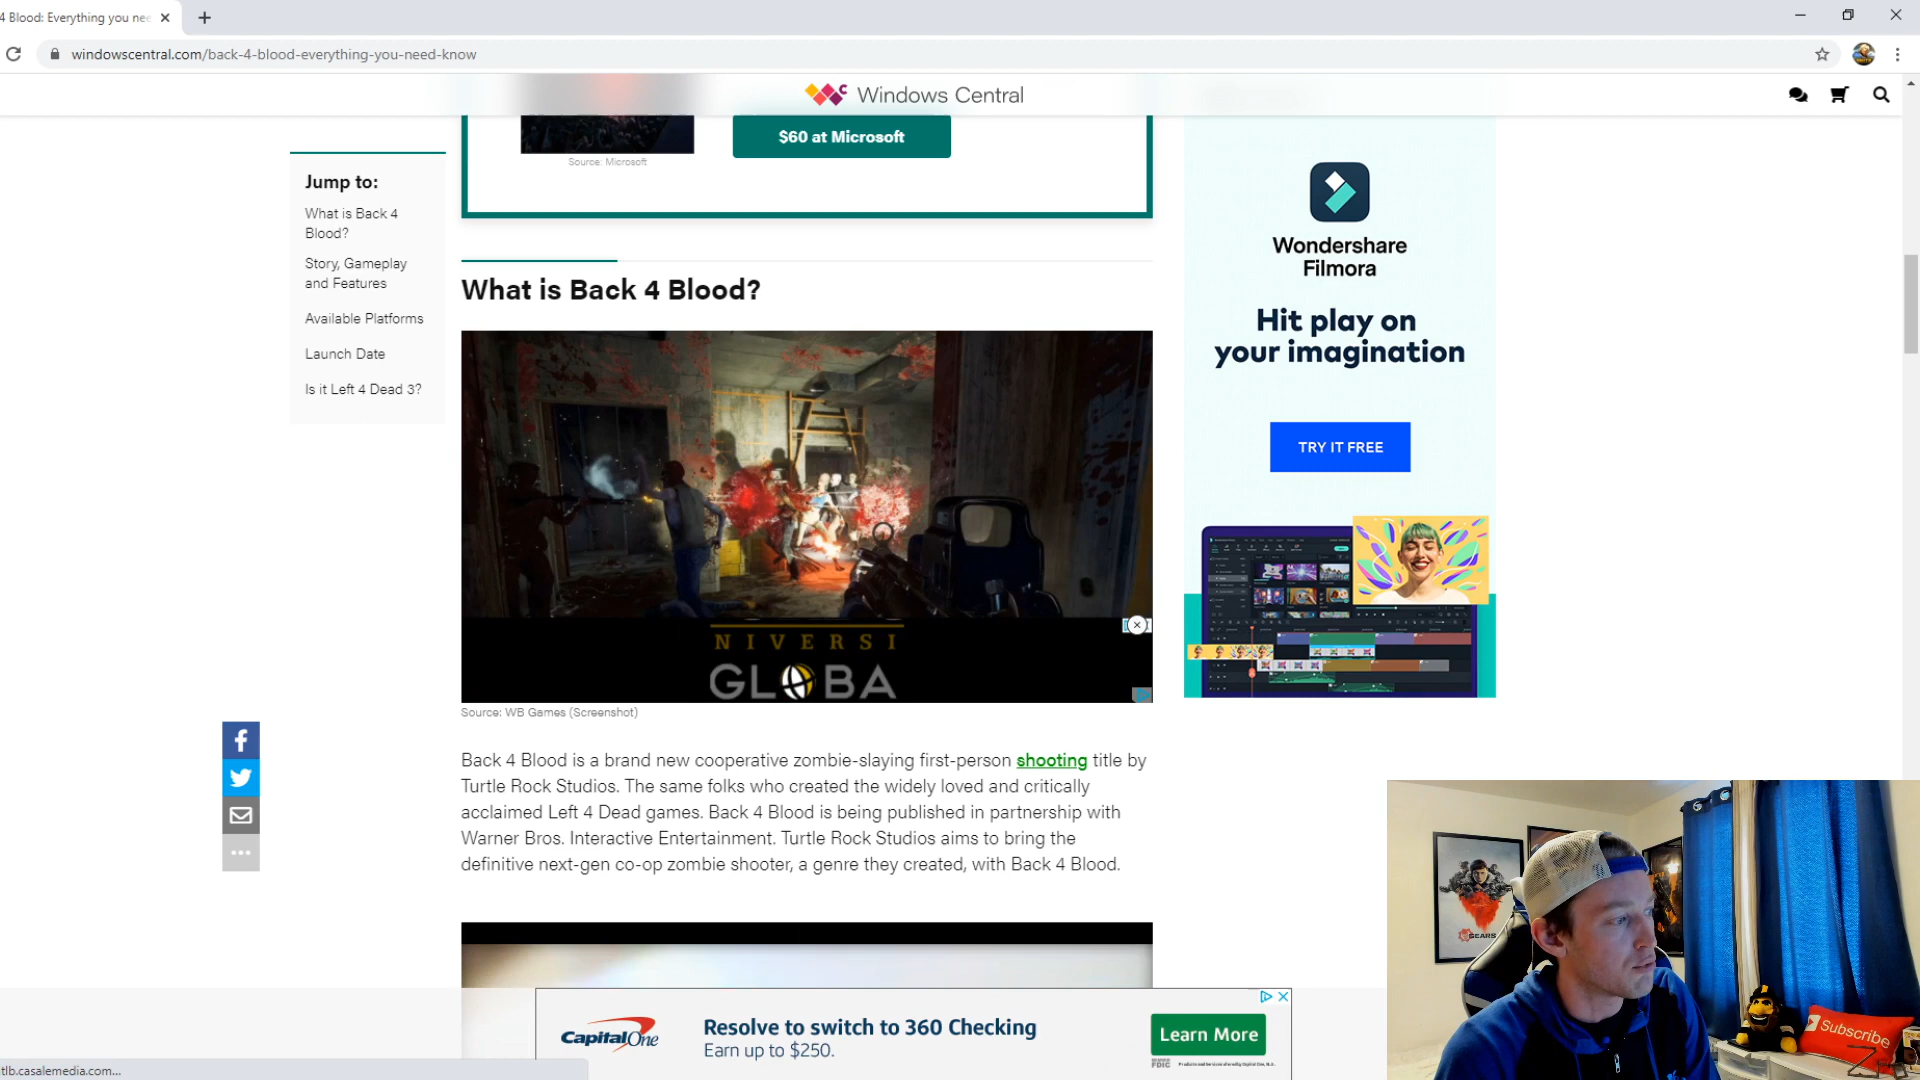 4 Blood: Everything you nee
windowscentral.com/back-4-blood-everything-you-need-know
Windows Central
$60 at Microsoft
Source: Microsoft
Jump to:
What is Back 4
Blood?
Story, Gameplay
and Features
Available Platforms
Launch Date
Is it Left 4 Dead 3?
What is Back 4 Blood?
NIVERSI
GLOBA
Source: WB Games (Screenshot)
Back 4 Blood is a brand new cooperative zombie-slaying first-person shooting title by
Turtle Rock Studios. The same folks who created the widely loved and critically
acclaimed Left 4 Dead games. Back 4 Blood is being published in partnership with
Warner Bros. Interactive Entertainment. Turtle Rock Studios aims to bring the
definitive next-gen co-op zombie shooter, a genre they created, with Back 4 Blood.
Wondershare
Filmora
Hit play on
your imagination
TRY IT FREE
Capital One
Resolve to switch to 360 Checking
Earn up to $250.
Learn More
MEMBER
FDIC
tlb.casalemedia.com...
GEARS
Subscribe